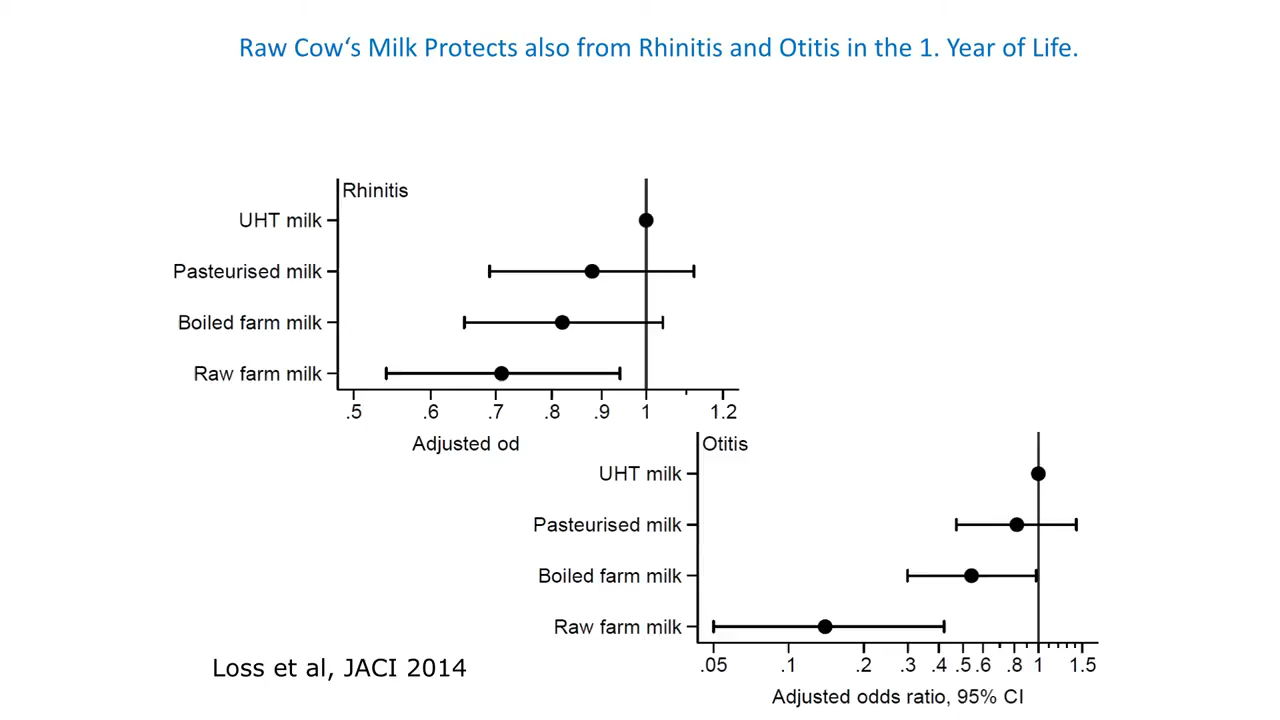 Raw Cow‘s Milk Protects also from Rhinitis and Otitis in the 1. Year of Life.
Rhinitis
UHT milk
Pasteurised milk
Boiled farm milk
Raw farm milk
.5 .6 .7 .8 .9 1 1.2
Adjusted od
Otitis
UHT milk
Pasteurised milk
Boiled farm milk
Raw farm milk
.05 .1 .2 .3 .4 .5 .6 .8 1 1.5
Adjusted odds ratio, 95% CI
Loss et al, JACI 2014